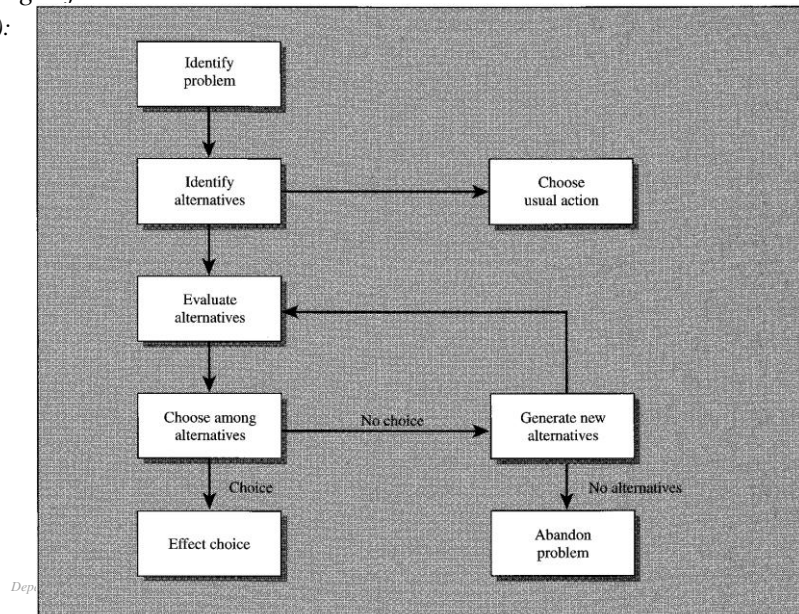 ):
Identify
problem
Identify
alternatives
Choose
usual action
Evaluate
alternatives
Choose among
alternatives
No choice
Generate new
alternatives
Choice
No alternatives
Effect choice
Abandon
problem